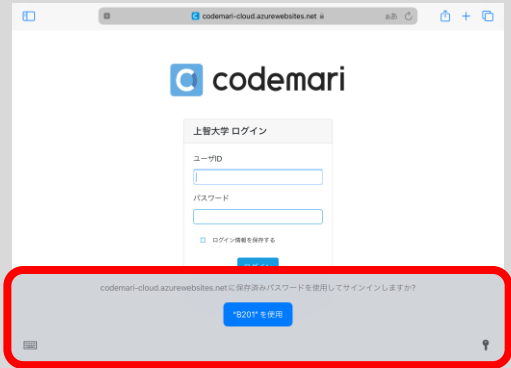 codemari-cloud.azurewebsites.net
codemari
上智大学 ログイン
ユーザID
パスワード
ログイン情報を保存する
codemari-cloud.azurewebsites.netに保存済みパスワードを使用してサインインしますか?
"B201" を使用